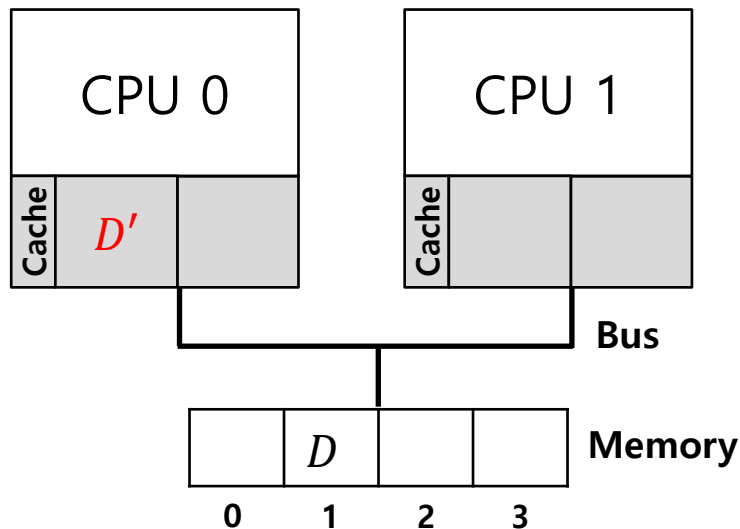 CPU 0
CPU 1
Cache
D′
Cache
Bus
D
Memory
0 1 2 3